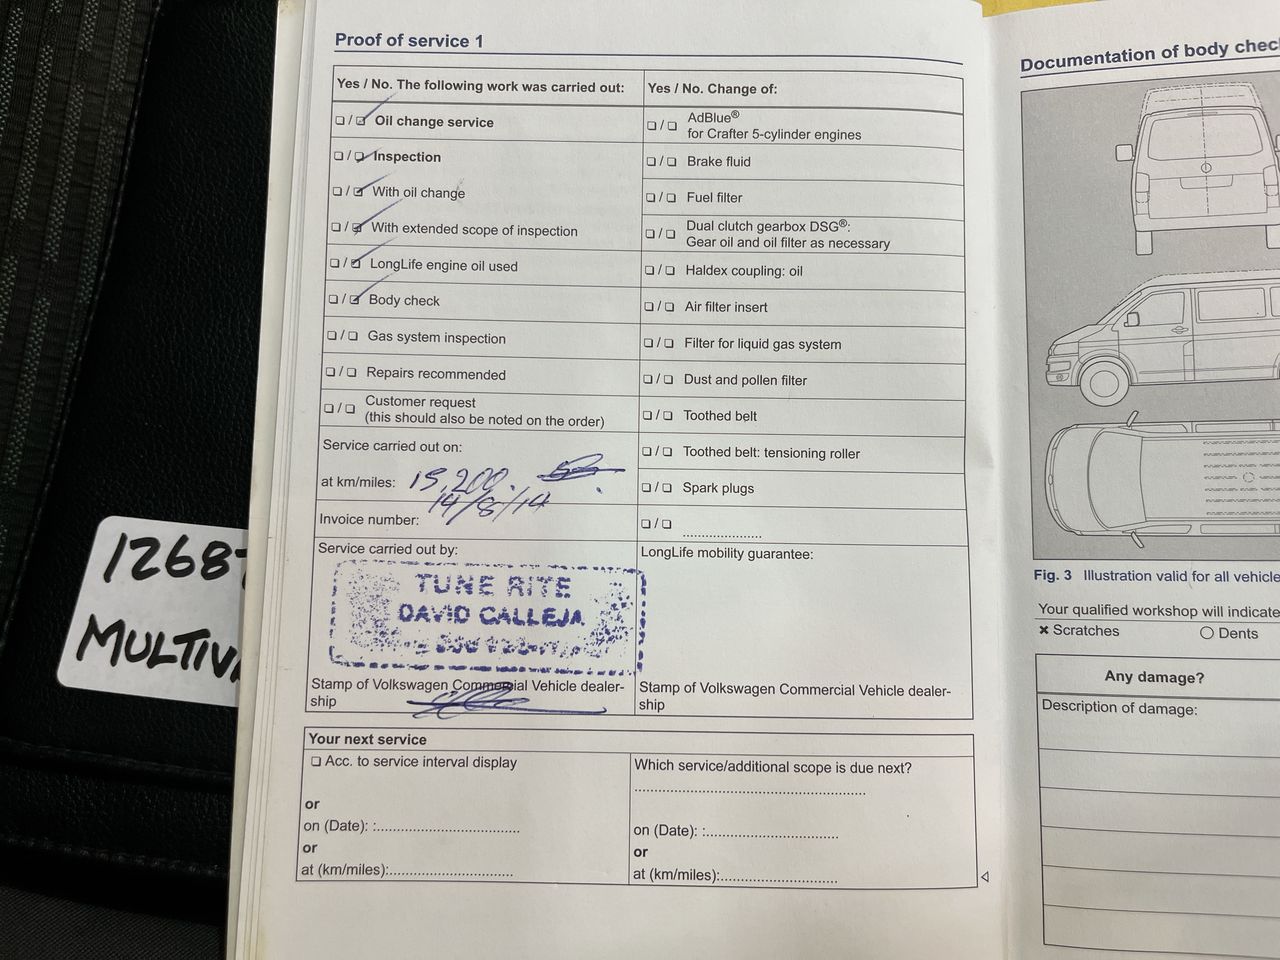 Proof of service 1
Yes / No. The following work was carried out:
☐ / ☑ Oil change service
☐ / ☑ Inspection
☐ / ☑ With oil change
☐ / ☑ With extended scope of inspection
☐ / ☑ LongLife engine oil used
☐ / ☑ Body check
☐ / ☐ Gas system inspection
☐ / ☐ Repairs recommended
☐ / ☐ Customer request
(this should also be noted on the order)
Service carried out on:
at km/miles: 15,200.
14/8/14
Invoice number:
Service carried out by:
TUNE RITE
DAVID CALLEJA
Stamp of Volkswagen Commercial Vehicle dealer-
ship
Yes / No. Change of:
☐ / ☐ AdBlue®
for Crafter 5-cylinder engines
☐ / ☐ Brake fluid
☐ / ☐ Fuel filter
☐ / ☐ Dual clutch gearbox DSG®:
Gear oil and oil filter as necessary
☐ / ☐ Haldex coupling: oil
☐ / ☐ Air filter insert
☐ / ☐ Filter for liquid gas system
☐ / ☐ Dust and pollen filter
☐ / ☐ Toothed belt
☐ / ☐ Toothed belt: tensioning roller
☐ / ☐ Spark plugs
☐ / ☐ ......................
LongLife mobility guarantee:
Stamp of Volkswagen Commercial Vehicle dealer-
ship
Your next service
☐ Acc. to service interval display
or
on (Date): :........................................
or
at (km/miles):...................................
Which service/additional scope is due next?
................................................................
on (Date): :.....................................
or
at (km/miles):.................................
Documentation of body chec
Fig. 3 Illustration valid for all vehicle
Your qualified workshop will indicate
✖ Scratches
○ Dents
Any damage?
Description of damage:
1268
MULTIV